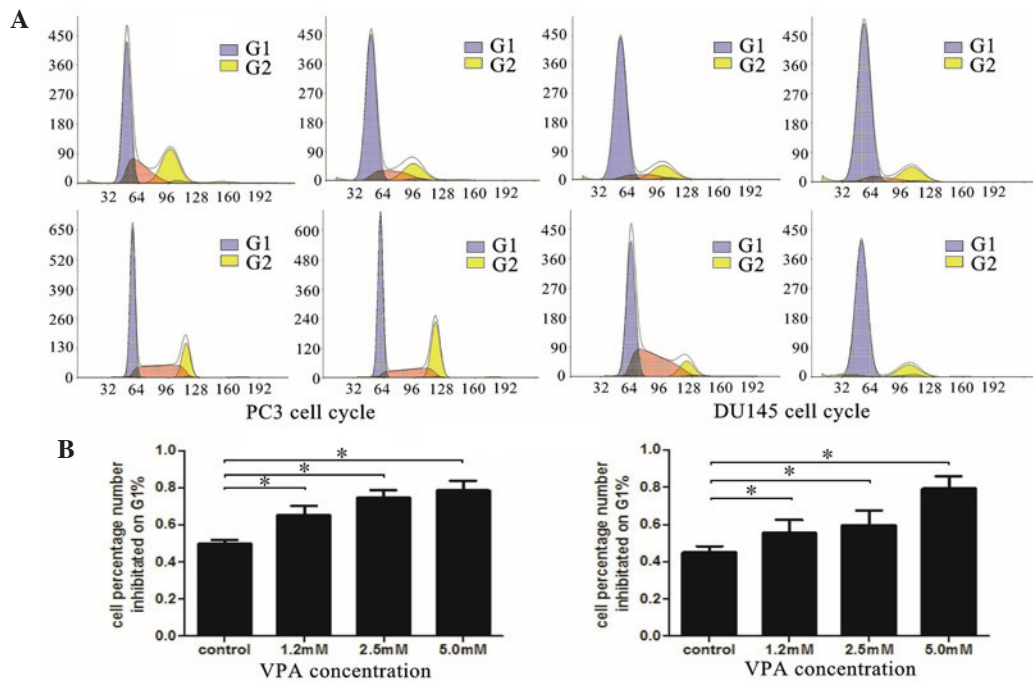 A
450
360
270
180
90
0
32 64 96 128 160 192
G1
G2
450
360
270
180
90
0
32 64 96 128 160 192
G1
G2
450
360
270
180
90
0
32 64 96 128 160 192
G1
G2
450
360
270
180
90
0
32 64 96 128 160 192
G1
G2
650
520
390
260
130
0
32 64 96 128 160 192
G1
G2
600
480
360
240
120
0
32 64 96 128 160 192
G1
G2
450
360
270
180
90
0
32 64 96 128 160 192
G1
G2
450
360
270
180
90
0
32 64 96 128 160 192
G1
G2
PC3 cell cycle
DU145 cell cycle
B
cell percentage number
inhibitated on G1%
1.0
0.8
0.6
0.4
0.2
0.0
* 
*
*
control 1.2mM 2.5mM 5.0mM
VPA concentration
cell percentage number
inhibitated on G1%
1.0
0.8
0.6
0.4
0.2
0.0
*
*
*
control 1.2mM 2.5mM 5.0mM
VPA concentration